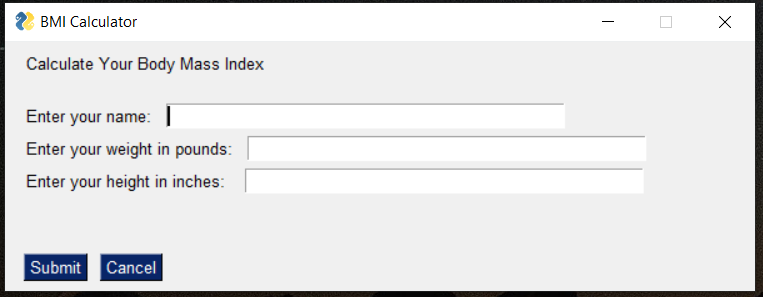 BMI Calculator
Calculate Your Body Mass Index
Enter your name:
Enter your weight in pounds:
Enter your height in inches:
Submit Cancel